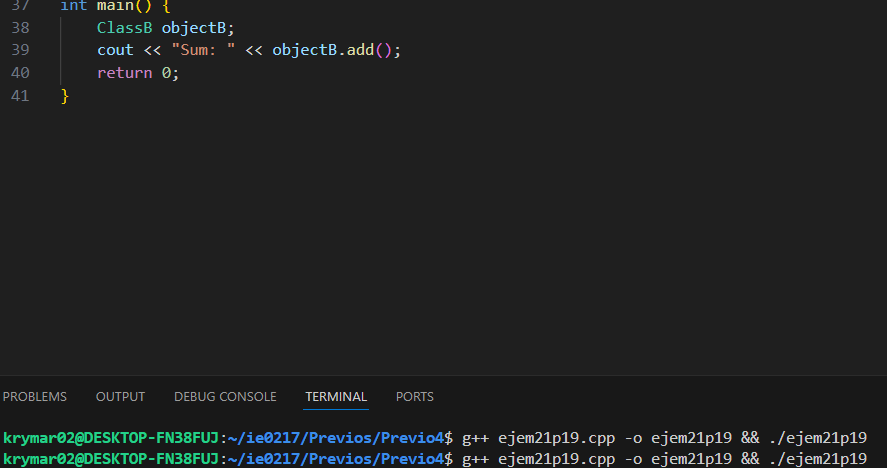 37 int main() {
38 ClassB objectB;
39 cout << "Sum: " << objectB.add();
40 return 0;
41 }
PROBLEMS OUTPUT DEBUG CONSOLE TERMINAL PORTS
krymar02@DESKTOP-FN38FUJ:~/ie0217/Previos/Previo4$ g++ ejem21p19.cpp -o ejem21p19 && ./ejem21p19
krymar02@DESKTOP-FN38FUJ:~/ie0217/Previos/Previo4$ g++ ejem21p19.cpp -o ejem21p19 && ./ejem21p19